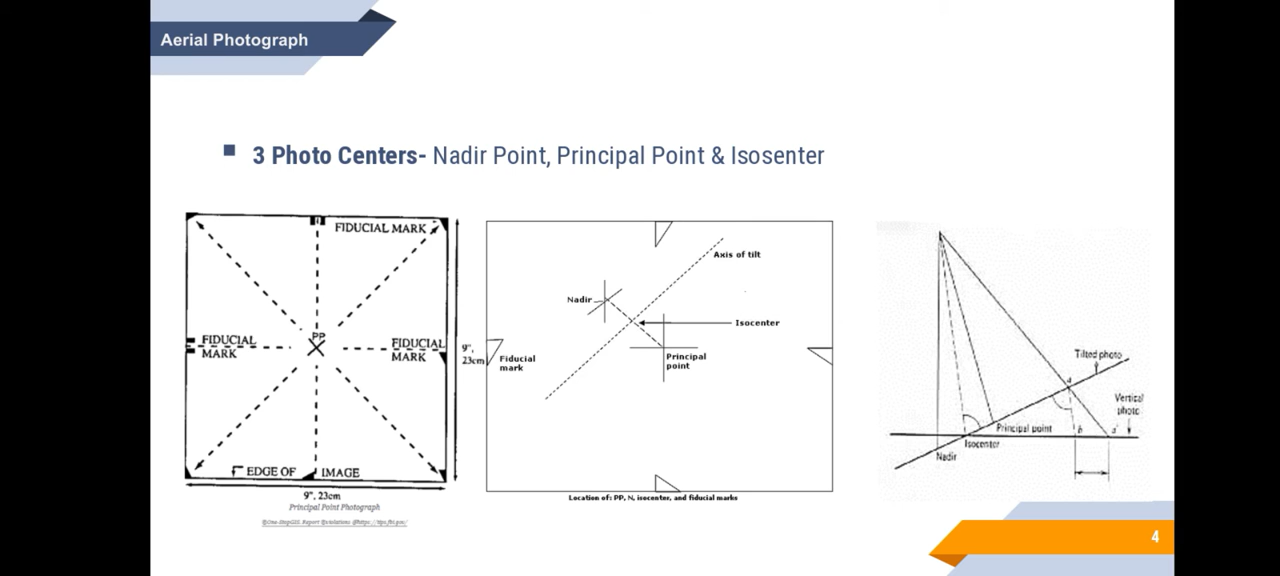 Aerial Photograph
3 Photo Centers- Nadir Point, Principal Point & Isosenter
FIDUCIAL MARK
PP
FIDUCIAL
MARK
FIDUCIAL
MARK
9",
23cm
EDGE OF IMAGE
9", 23cm
Principal Point Photograph
Axis of tilt
Nadir
Isocenter
Fiducial
mark
Principal
point
Location of: PP, N, isocenter, and fiducial marks
Tilted photo
a
Vertical
photo
Principal point
b
a'
Isocenter
Nadir
4